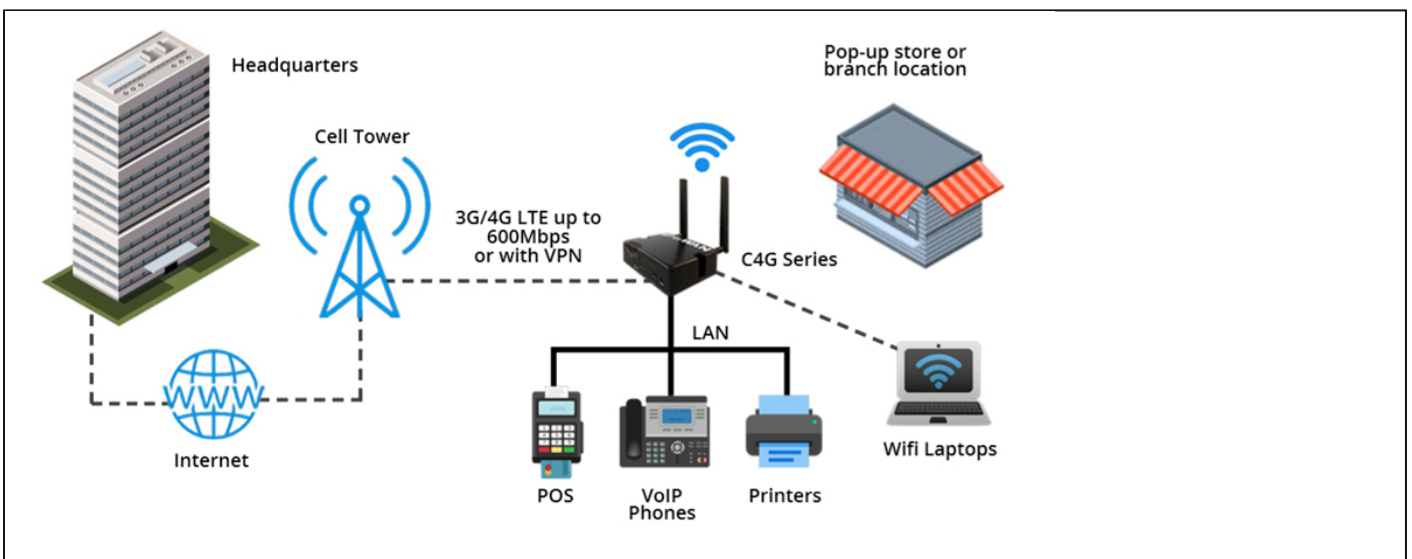 Headquarters
Pop-up store or
branch location
Cell Tower
3G/4G LTE up to
600Mbps
or with VPN
C4G Series
LAN
WWW
Internet
POS
VoIP
Phones
Printers
Wifi Laptops